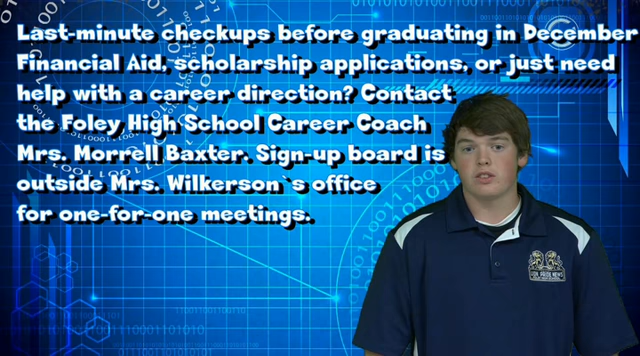 Last-minute checkups before graduating in December
Financial Aid, scholarship applications, or just need
help with a career direction? Contact
the Foley High School Career Coach
Mrs. Morrell Baxter. Sign-up board is
outside Mrs. Wilkerson`s office
for one-for-one meetings.